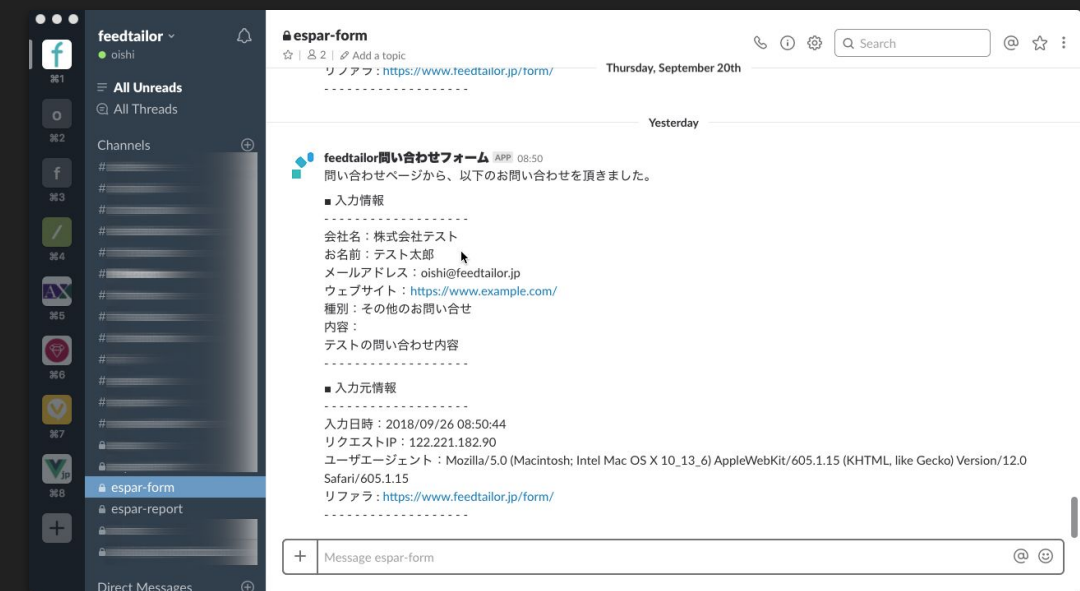 feedtailor
oishi
All Unreads
All Threads
Channels
#
#
#
#
#
#
#
#
#
#
#
#
#
espar-form
espar-report
Direct Messages
⌘1
o
⌘2
f
⌘3
⌘4
AX
⌘5
⌘6
⌘7
V jp
⌘8
+
espar-form
2 | Add a topic
Search
リファラ : https://www.feedtailor.jp/form/
Thursday, September 20th
- - - - - - - - - - - - - - - - - - -
Yesterday
feedtailor問い合わせフォーム APP 08:50
問い合わせページから、以下のお問い合わせを頂きました。
■ 入力情報
- - - - - - - - - - - - - - - - - - -
会社名：株式会社テスト
お名前：テスト太郎
メールアドレス：oishi@feedtailor.jp
ウェブサイト：https://www.example.com/
種別：その他のお問い合せ
内容：
テストの問い合わせ内容
- - - - - - - - - - - - - - - - - - -
■ 入力元情報
- - - - - - - - - - - - - - - - - - -
入力日時：2018/09/26 08:50:44
リクエストIP：122.221.182.90
ユーザエージェント：Mozilla/5.0 (Macintosh; Intel Mac OS X 10_13_6) AppleWebKit/605.1.15 (KHTML, like Gecko) Version/12.0
Safari/605.1.15
リファラ : https://www.feedtailor.jp/form/
- - - - - - - - - - - - - - - - - - -
+ Message espar-form @